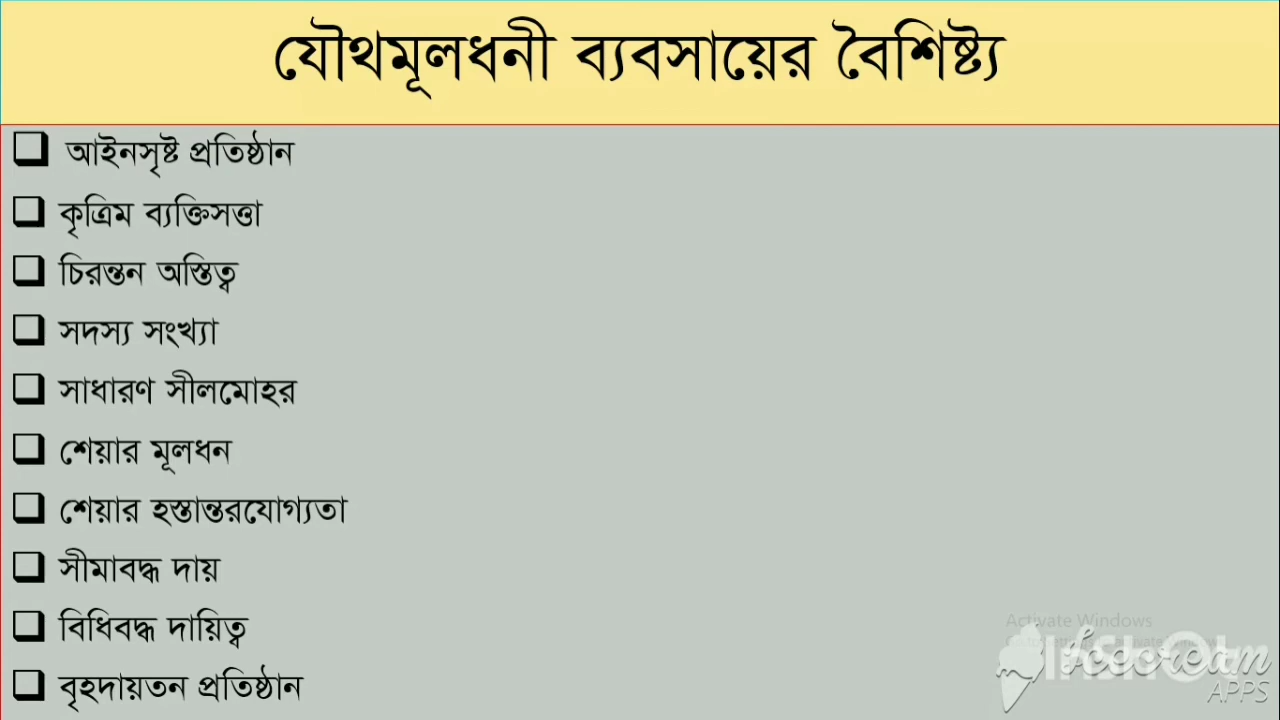 যৌথমূলধনী ব্যবসায়ের বৈশিষ্ট্য
আইনসৃষ্ট প্রতিষ্ঠান
কৃত্রিম ব্যক্তিসত্তা
চিরন্তন অস্তিত্ব
সদস্য সংখ্যা
সাধারণ সীলমোহর
শেয়ার মূলধন
শেয়ার হস্তান্তরযোগ্যতা
সীমাবদ্ধ দায়
বিধিবদ্ধ দায়িত্ব
বৃহদায়তন প্রতিষ্ঠান
Activate Windows
Icecream
APPS